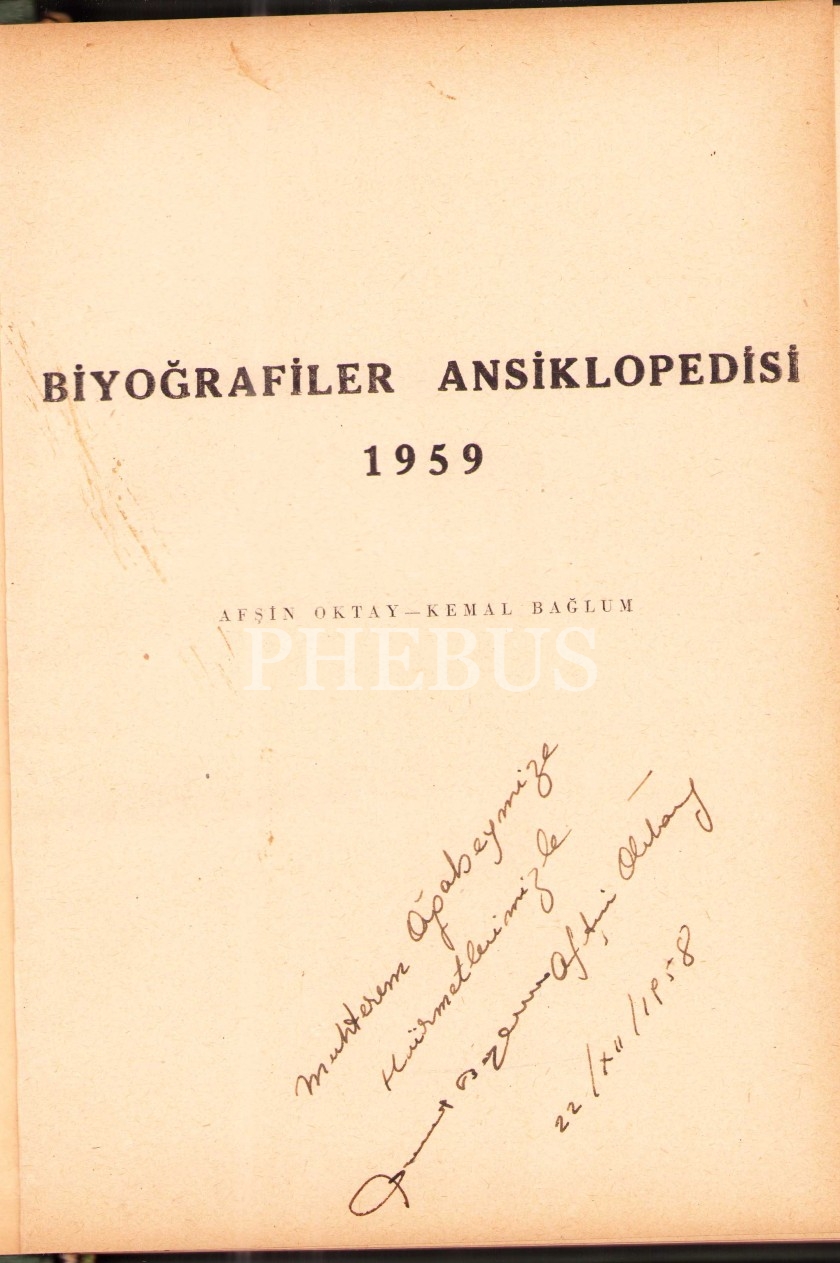 BİYOĞRAFİLER ANSİKLOPEDİSİ
1959
AFŞİN OKTAY—KEMAL BAĞLUM
PHEBUS
Muhterem Ağabeymize
Hürmetlerimizle
Afşin Oktay
22/XII/1958